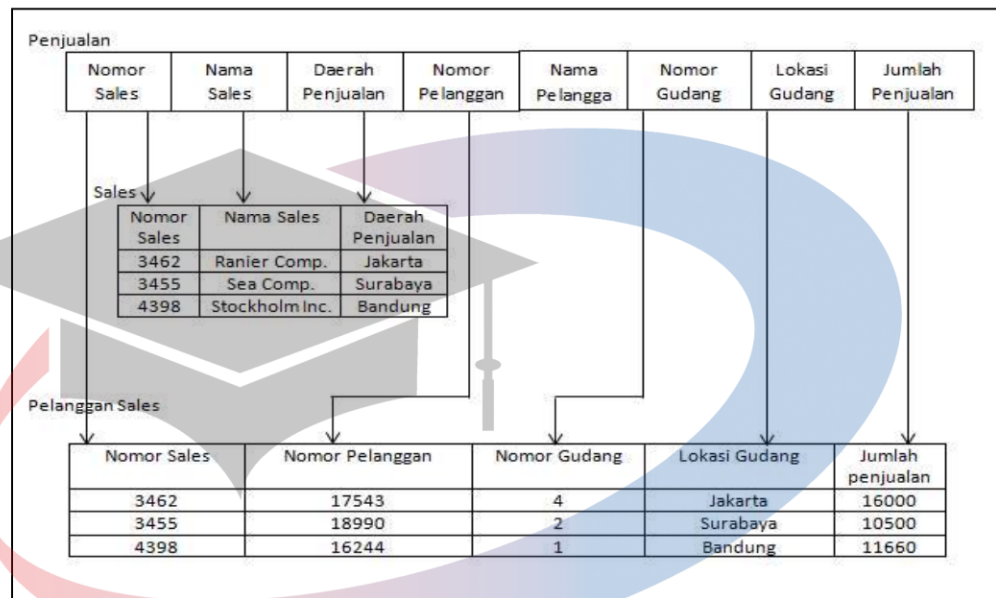 Penjualan
Nomor Sales | Nama Sales | Daerah Penjualan | Nomor Pelanggan | Nama Pelangga | Nomor Gudang | Lokasi Gudang | Jumlah Penjualan
Sales
Nomor Sales | Nama Sales | Daerah Penjualan
3462 | Ranier Comp. | Jakarta
3455 | Sea Comp. | Surabaya
4398 | Stockholm Inc. | Bandung
Pelanggan Sales
Nomor Sales | Nomor Pelanggan | Nomor Gudang | Lokasi Gudang | Jumlah penjualan
3462 | 17543 | 4 | Jakarta | 16000
3455 | 18990 | 2 | Surabaya | 10500
4398 | 16244 | 1 | Bandung | 11660